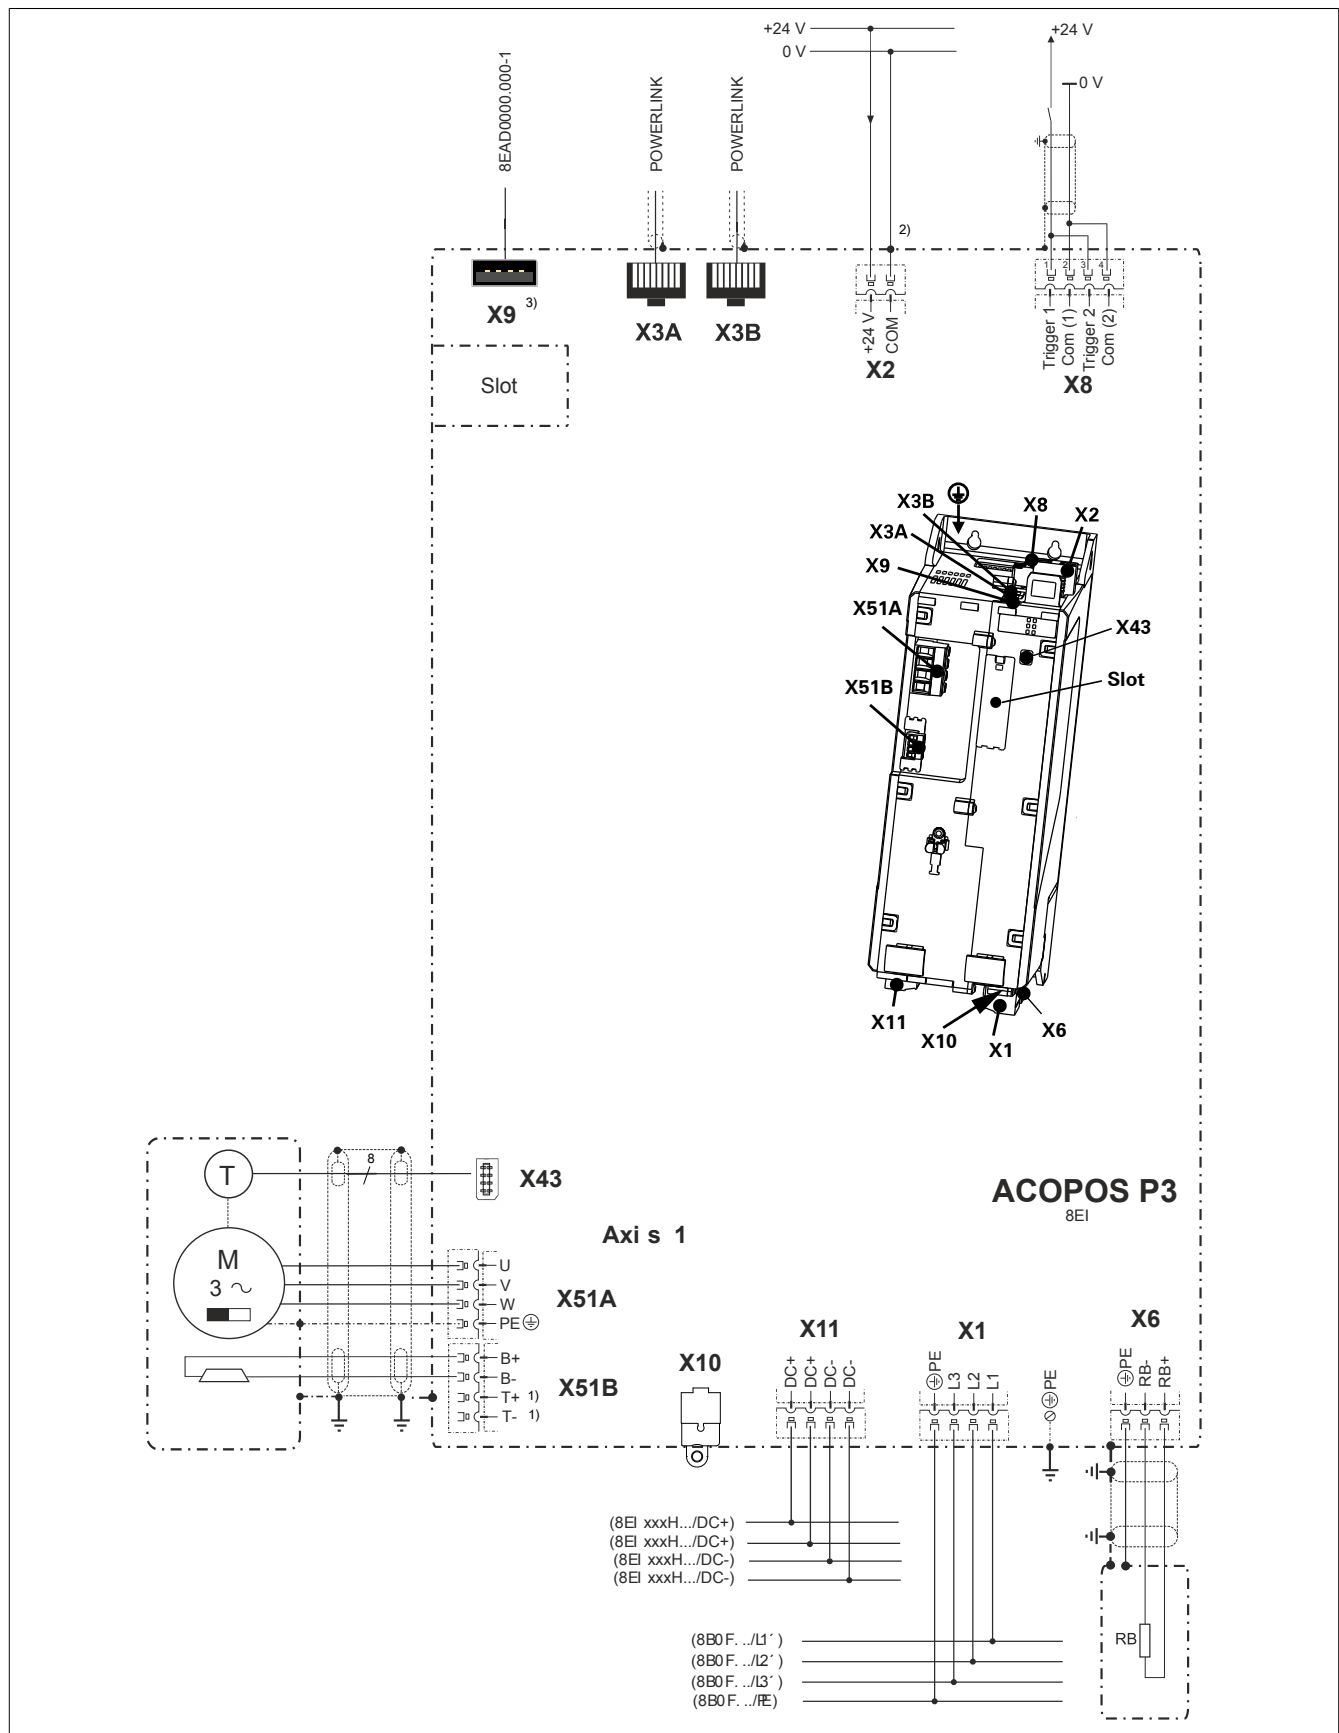 +24 V
0 V
+24 V
0 V
8EAD0000.000-1
POWERLINK
POWERLINK
2)
1 2 3 4
X9 3)
X3A
X3B
+24 V
COM
X2
Trigger 1
Com (1)
Trigger 2
Com (2)
X8
Slot
X3B
X8
X2
X3A
X9
X51A
X43
X51B
Slot
X11
X10
X1
X6
T
8
X43
ACOPOS P3
8EI
Axi s 1
M
3 ~
U
V
W
PE
X51A
B+
B-
T+ 1)
T- 1)
X51B
X10
X11
DC+
DC+
DC-
DC-
X1
PE
L3
L2
L1
PE
X6
PE
RB-
RB+
(8EI xxxH.../DC+)
(8EI xxxH.../DC+)
(8EI xxxH.../DC-)
(8EI xxxH.../DC-)
(8B0F. ../L1´ )
(8B0F. ../L2´ )
(8B0F. ../L3´ )
(8B0F. ../PE)
RB